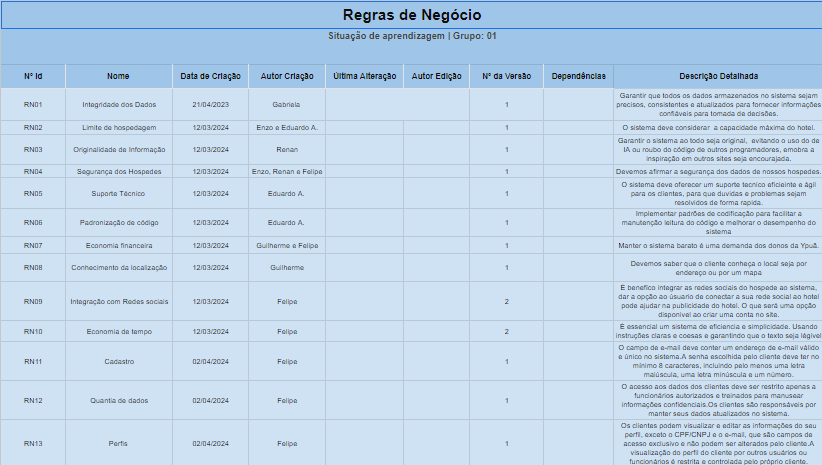 Regras de Negócio
Situação de aprendizagem | Grupo: 01
Nº Id Nome Data de Criação Autor Criação Última Alteração Autor Edição Nº da Versão Dependências Descrição Detalhada
RN01 Integridade dos Dados 21/04/2023 Gabriela 1 Garantir que todos os dados armazenados no sistema sejam
precisos, consistentes e atualizados para fornecer informações
confiáveis para tomada de decisões.
RN02 Limite de hospedagem 12/03/2024 Enzo e Eduardo A. 1 O sistema deve considerar a capacidade máxima do hotel.
RN03 Originalidade de Informação 12/03/2024 Renan 1 Garantir o sistema ao todo seja original, evitando o uso do de
IA ou roubo do código de outros programadores, emobra a
inspiração em outros sites seja encourajada.
RN04 Segurança dos Hospedes 12/03/2024 Enzo, Renan e Felipe 1 Devemos afirmar a segurança dos dados de nossos hospedes.
RN05 Suporte Técnico 12/03/2024 Eduardo A. 1 O sistema deve oferecer um suporte tecnico eficieinte e ágil
para os clientes, para que duvidas e problemas sejam
resolvidos de forma rapida.
RN06 Padronização de código 12/03/2024 Eduardo A. 1 Implementar padrões de codificação para facilitar a
manutenção leitura do código e melhorar o desempenho do
sistema
RN07 Economia financeira 12/03/2024 Guilherme e Felipe 1 Manter o sistema barato é uma demanda dos donos da Ypuã.
RN08 Conhecimento da localização 12/03/2024 Guilherme 1 Devemos saber que o cliente conheça o local seja por
endereço ou por um mapa
RN09 Integração com Redes sociais 12/03/2024 Felipe 2 É benefico integrar as redes sociais do hospede ao sistema,
dar a opção ao úsuario de conectar a sua rede social ao hotel
pode ajudar na publicidade do hotel. O que será uma opção
disponível ao criar uma conta no site.
RN10 Economia de tempo 12/03/2024 Felipe 2 É essencial um sistema de eficiencia e simplicidade. Usando
instruções claras e coesas e garantindo que o texto seja légivel
RN11 Cadastro 02/04/2024 Felipe 1 O campo de e-mail deve conter um endereço de e-mail válido
e único no sistema.A senha escolhida pelo cliente deve ter no
mínimo 8 caracteres, incluindo pelo menos uma letra
maiúscula, uma letra minúscula e um número.
RN12 Quantia de dados 02/04/2024 Felipe 1 O acesso aos dados dos clientes deve ser restrito apenas a
funcionários autorizados e treinados para manusear
informações confidenciais.Os clientes são responsáveis por
manter seus dados atualizados no sistema.
RN13 Perfis 02/04/2024 Felipe 1 Os clientes podem visualizar e editar as informações do seu
perfil, exceto o CPF/CNPJ e o e-mail, que são campos de
acesso exclusivo e não podem ser alterados pelo cliente.A
visualização do perfil do cliente por outros usuários ou
funcionários é restrita e controlada pelo próprio cliente.